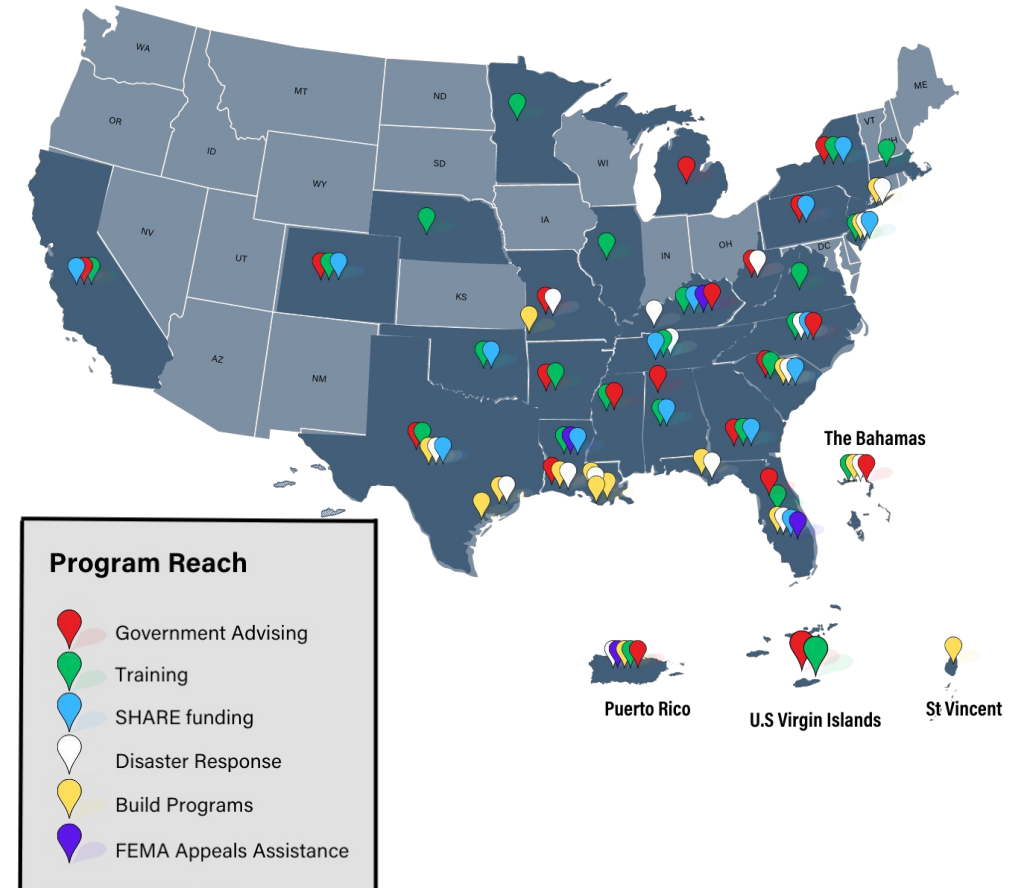 WA
OR
MT
ND
ME
VT
ID
SD
WI
WY
IA
NV
UT
IN
OH
DC
KS
AZ
NM
The Bahamas
Program Reach
Government Advising
Training
SHARE funding
Disaster Response
Build Programs
FEMA Appeals Assistance
Puerto Rico
U.S Virgin Islands
St Vincent